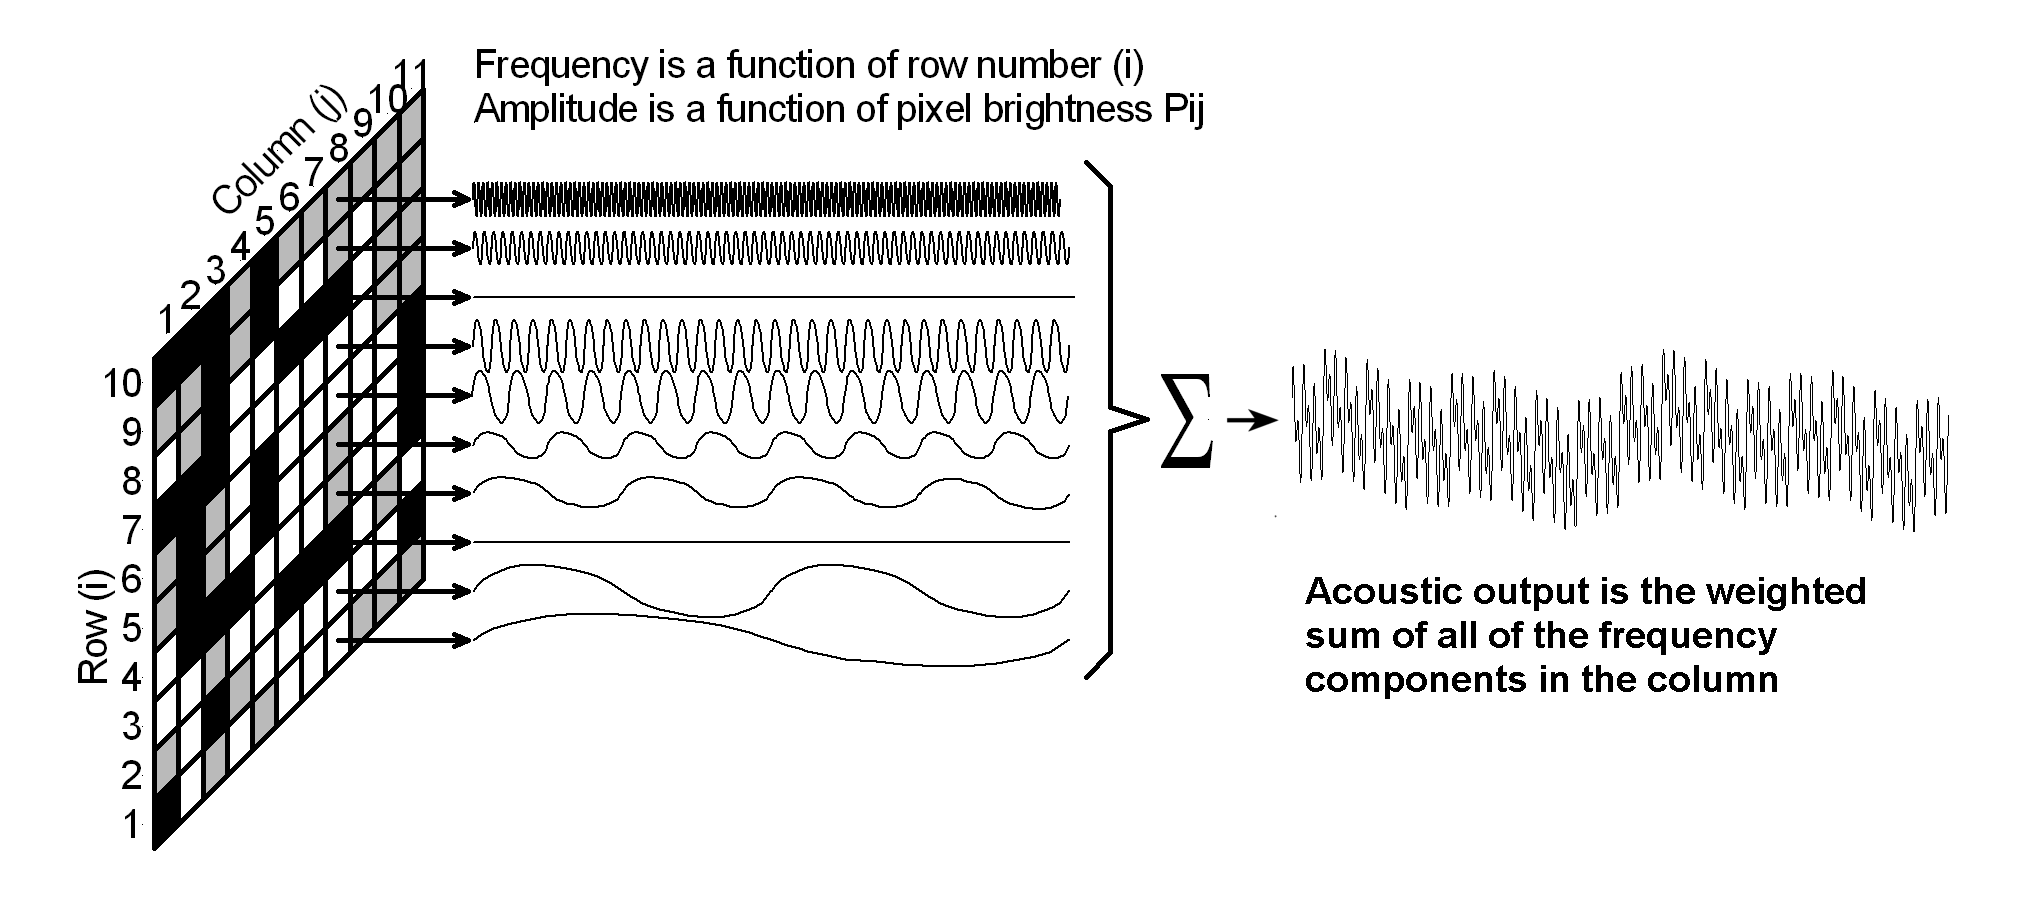 Frequency is a function of row number (i)
Amplitude is a function of pixel brightness Pij
Column (j)
1 2 3 4 5 6 7 8 9 10 11
Row (i)
10
9
8
7
6
5
4
3
2
1
∑
Acoustic output is the weighted
sum of all of the frequency
components in the column